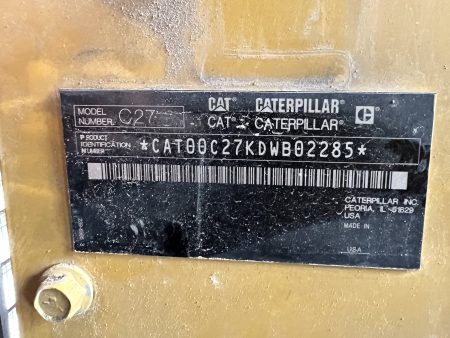 MODEL NUMBER C27
CAT CATERPILLAR C
CAT CATERPILLAR
PRODUCT IDENTIFICATION NUMBER *CAT00C27KDWB02285*
CATERPILLAR INC.
PEORIA, IL 61629
USA
MADE IN
USA